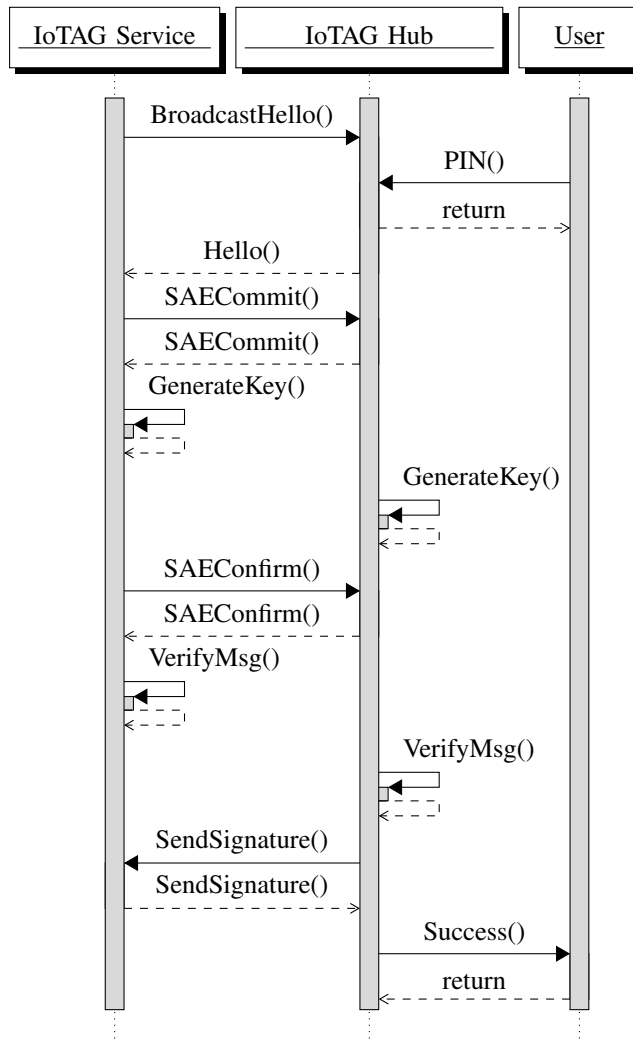 IoTAG Service
IoTAG Hub
User
BroadcastHello()
PIN()
return
Hello()
SAECommit()
SAECommit()
GenerateKey()
GenerateKey()
SAEConfirm()
SAEConfirm()
VerifyMsg()
VerifyMsg()
SendSignature()
SendSignature()
Success()
return